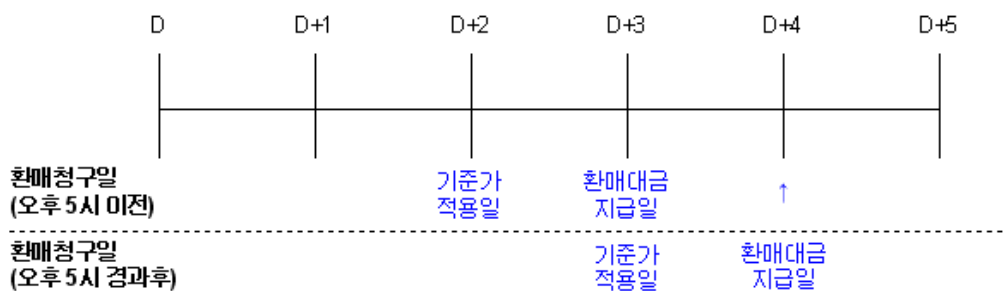 D D+1 D+2 D+3 D+4 D+5
환매청구일 기준가 환매대금 ↑
(오후 5시 이전) 적용일 지급일
환매청구일 기준가 환매대금
(오후 5시 경과후) 적용일 지급일